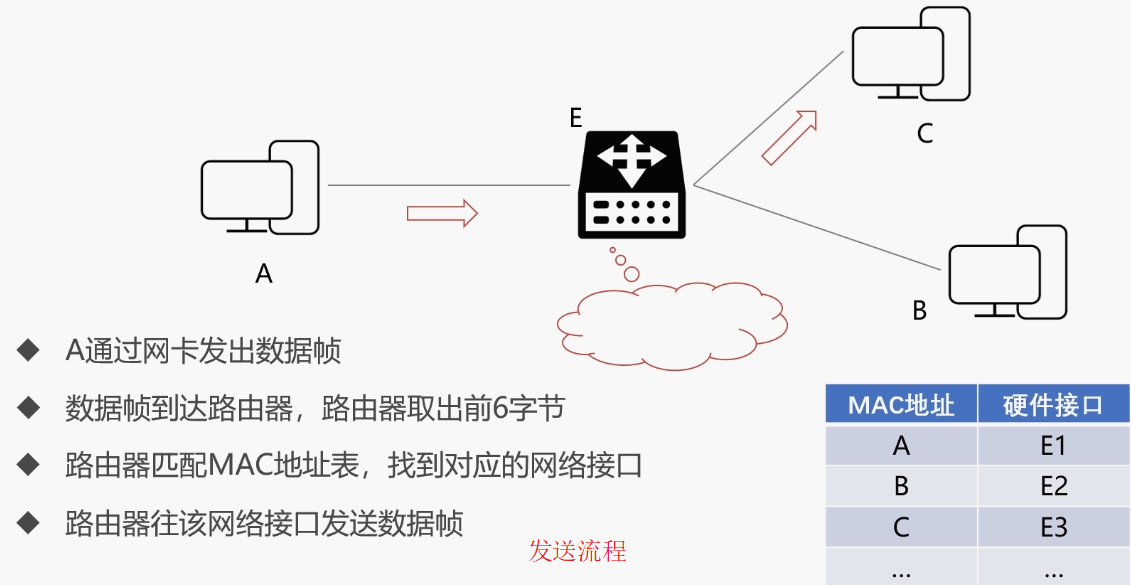 E
C
A
B
A通过网卡发出数据帧
数据帧到达路由器，路由器取出前6字节
路由器匹配MAC地址表，找到对应的网络接口
路由器往该网络接口发送数据帧
发送流程
MAC地址 硬件接口
A E1
B E2
C E3
... ...